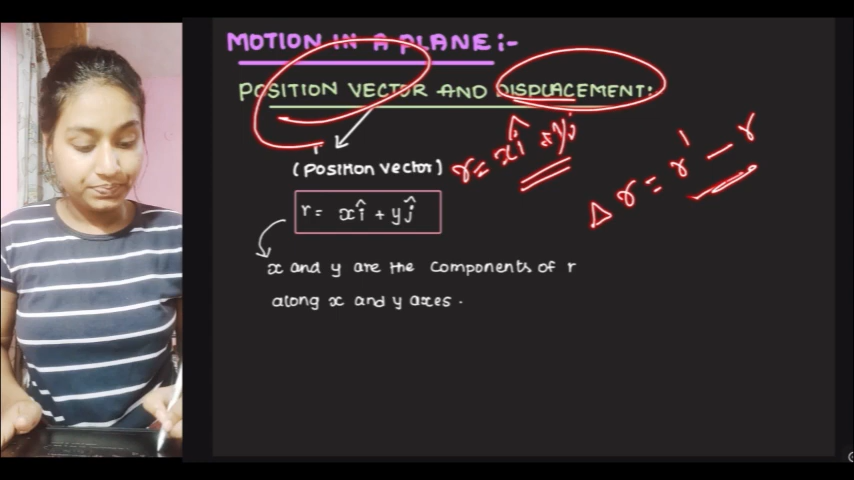 MOTION IN A PLANE :-
POSITION VECTOR AND DISPLACEMENT:
r
(Position vector)
r = xî + yĵ
r = xî + yj
Δr = r' - r
x and y are the components of r
along x and y axes.